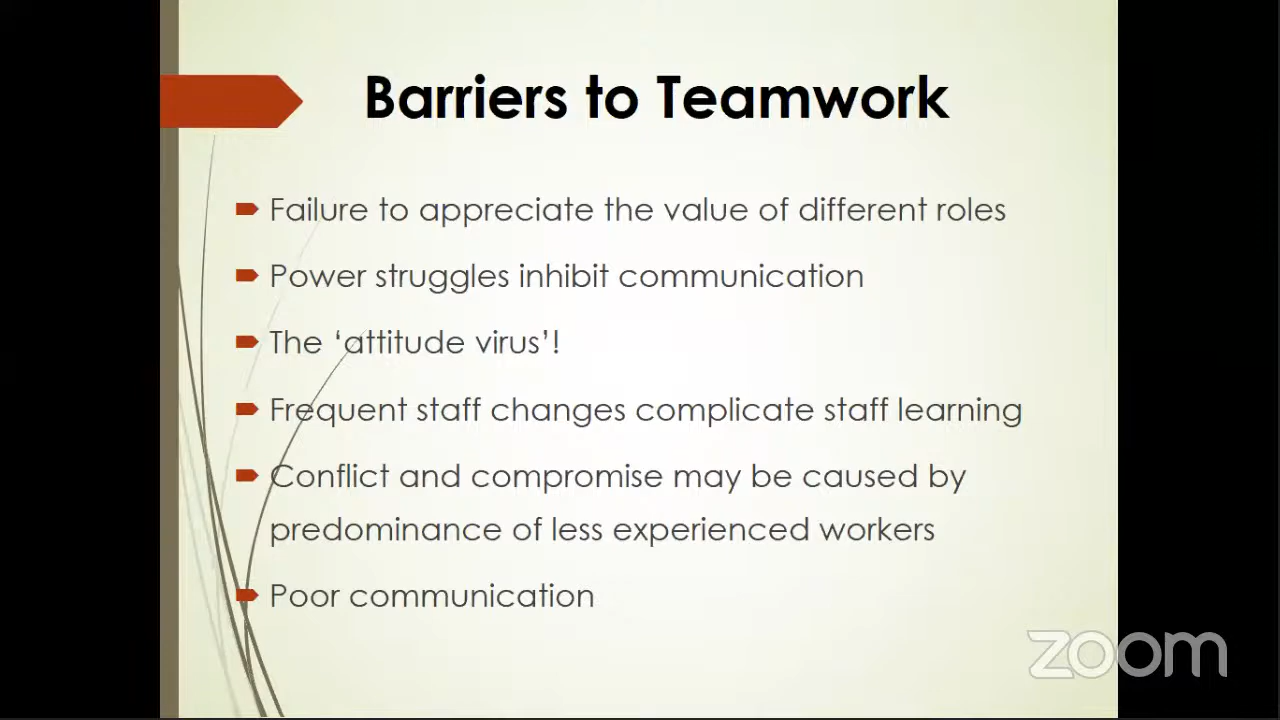 Barriers to Teamwork
Failure to appreciate the value of different roles
Power struggles inhibit communication
The ‘attitude virus’!
Frequent staff changes complicate staff learning
Conflict and compromise may be caused by
predominance of less experienced workers
Poor communication
zoom